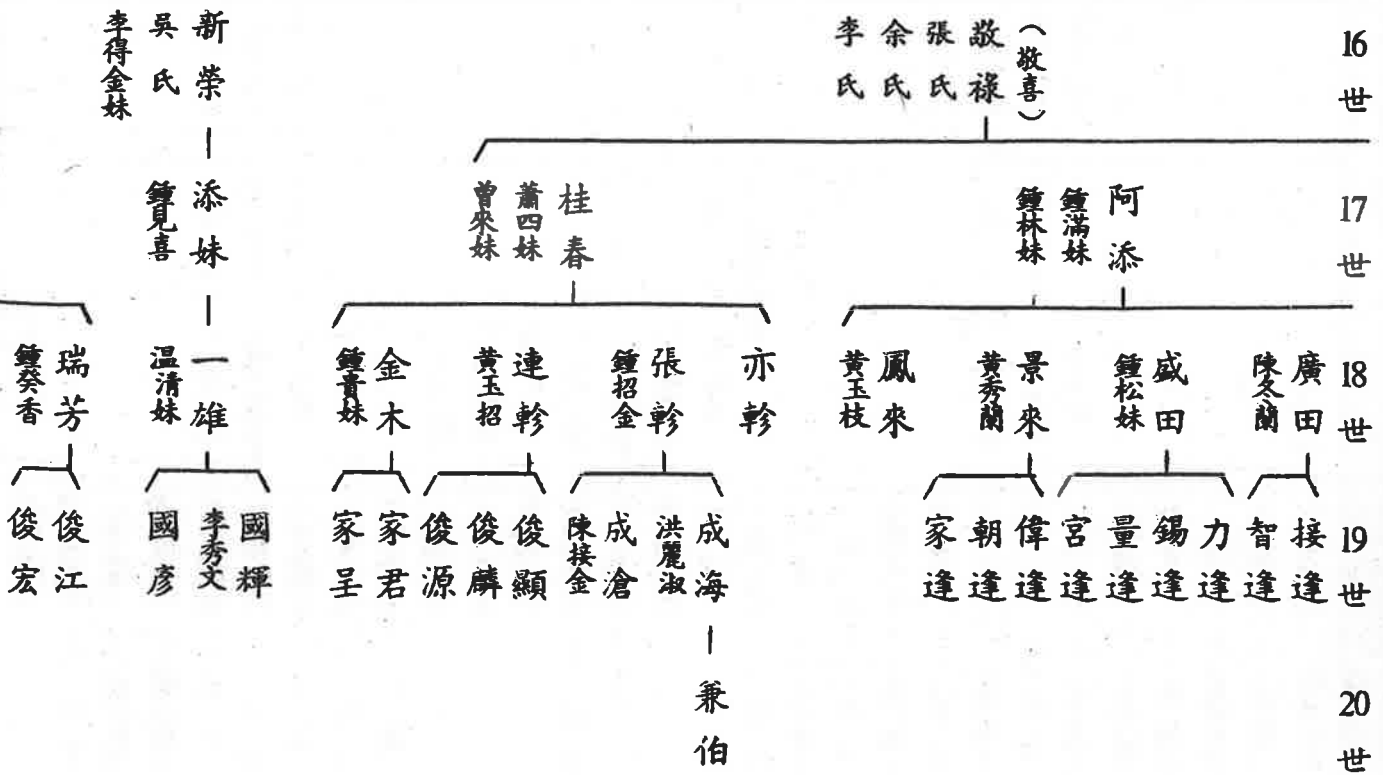 16世
（敬喜）
敬祿
張氏
余氏
李氏
新榮
吳氏
李得金妹
17世
阿添
鍾滿妹
鍾林妹
桂春
蕭四妹
曾來妹
添妹
鍾見喜
18世
廣田
陳冬蘭
盛田
鍾松妹
景來
黃秀蘭
鳳來
黃玉枝
亦軫
張軫
鍾招金
連軫
黃玉招
金木
鍾貴妹
一雄
温清妹
瑞芳
鍾癸香
19世
接逢
智逢
力逢
錫逢
量逢
宮逢
偉逢
朝逢
家逢
成海
洪麗淑
成滄
陳接金
俊顯
俊麟
俊源
家君
家呈
國輝
李秀文
國彥
俊江
俊宏
20世
兼伯